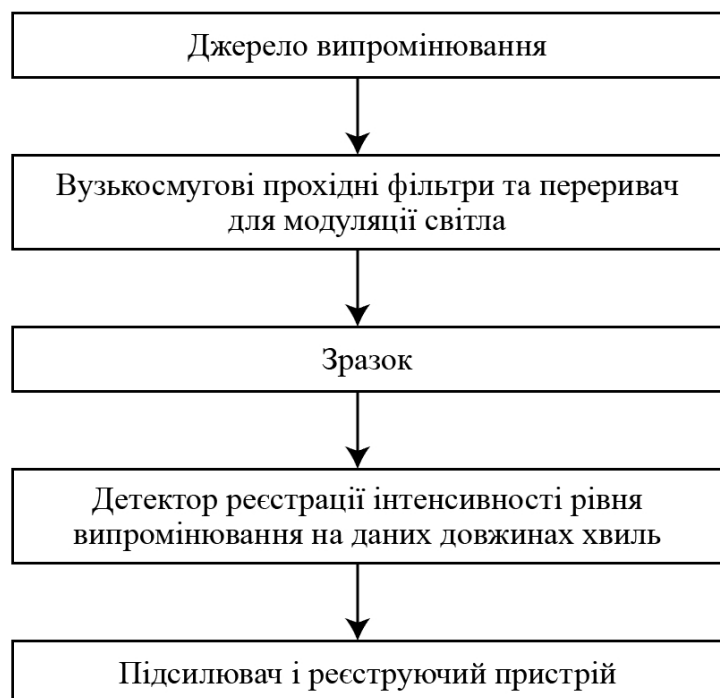 Джерело випромінювання
Вузькосмугові прохідні фільтри та переривач
для модуляції світла
Зразок
Детектор реєстрації інтенсивності рівня
випромінювання на даних довжинах хвиль
Підсилювач і реєструючий пристрій